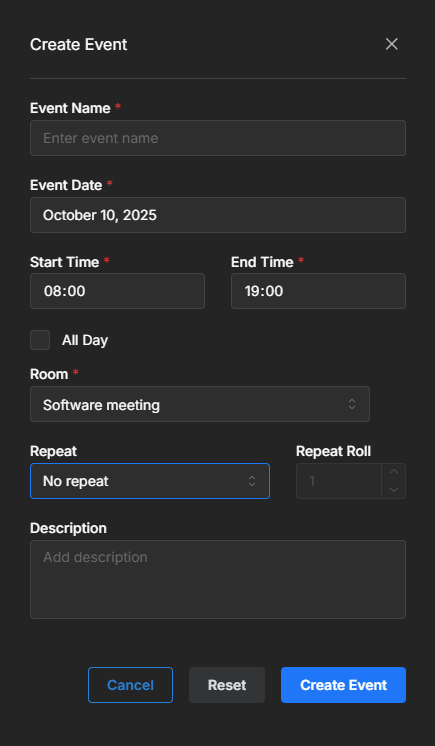 Create Event
Event Name *
Enter event name
Event Date *
October 10, 2025
Start Time * End Time *
08:00 19:00
All Day
Room *
Software meeting
Repeat Repeat Roll
No repeat 1
Description
Add description
Cancel Reset Create Event